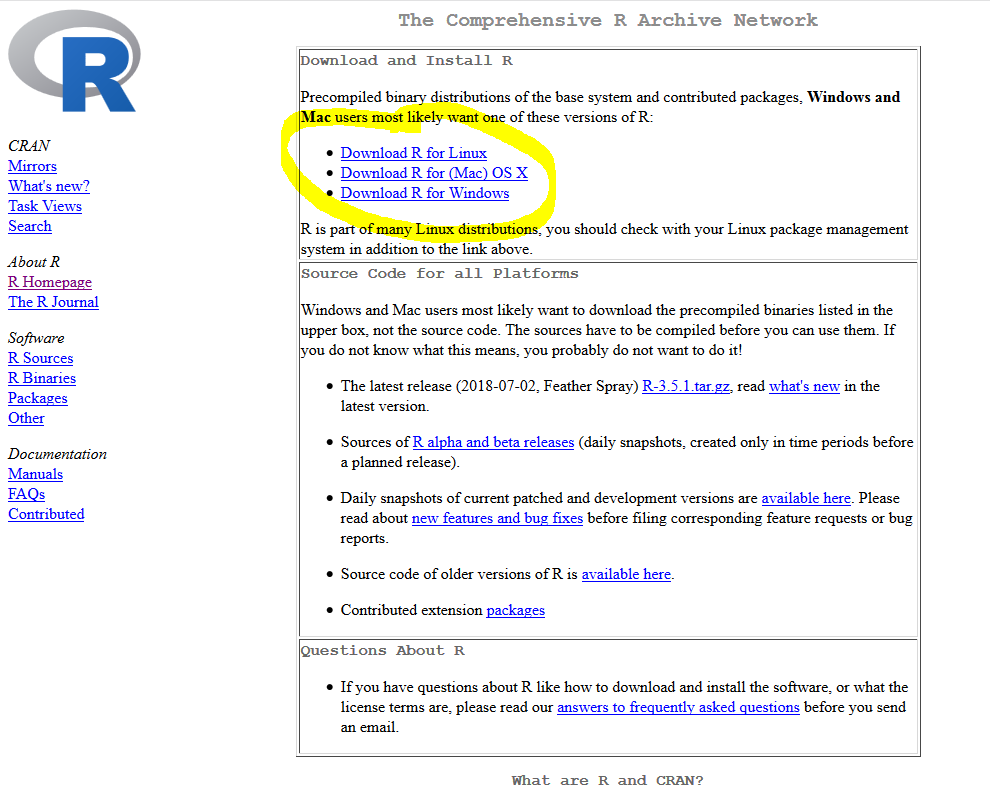 R
CRAN
Mirrors
What's new?
Task Views
Search
About R
R Homepage
The R Journal
Software
R Sources
R Binaries
Packages
Other
Documentation
Manuals
FAQs
Contributed
The Comprehensive R Archive Network
Download and Install R
Precompiled binary distributions of the base system and contributed packages, Windows and
Mac users most likely want one of these versions of R:
Download R for Linux
Download R for (Mac) OS X
Download R for Windows
R is part of many Linux distributions, you should check with your Linux package management
system in addition to the link above.
Source Code for all Platforms
Windows and Mac users most likely want to download the precompiled binaries listed in the
upper box, not the source code. The sources have to be compiled before you can use them. If
you do not know what this means, you probably do not want to do it!
The latest release (2018-07-02, Feather Spray) R-3.5.1.tar.gz, read what's new in the
latest version.
Sources of R alpha and beta releases (daily snapshots, created only in time periods before
a planned release).
Daily snapshots of current patched and development versions are available here. Please
read about new features and bug fixes before filing corresponding feature requests or bug
reports.
Source code of older versions of R is available here.
Contributed extension packages
Questions About R
If you have questions about R like how to download and install the software, or what the
license terms are, please read our answers to frequently asked questions before you send
an email.
What are R and CRAN?